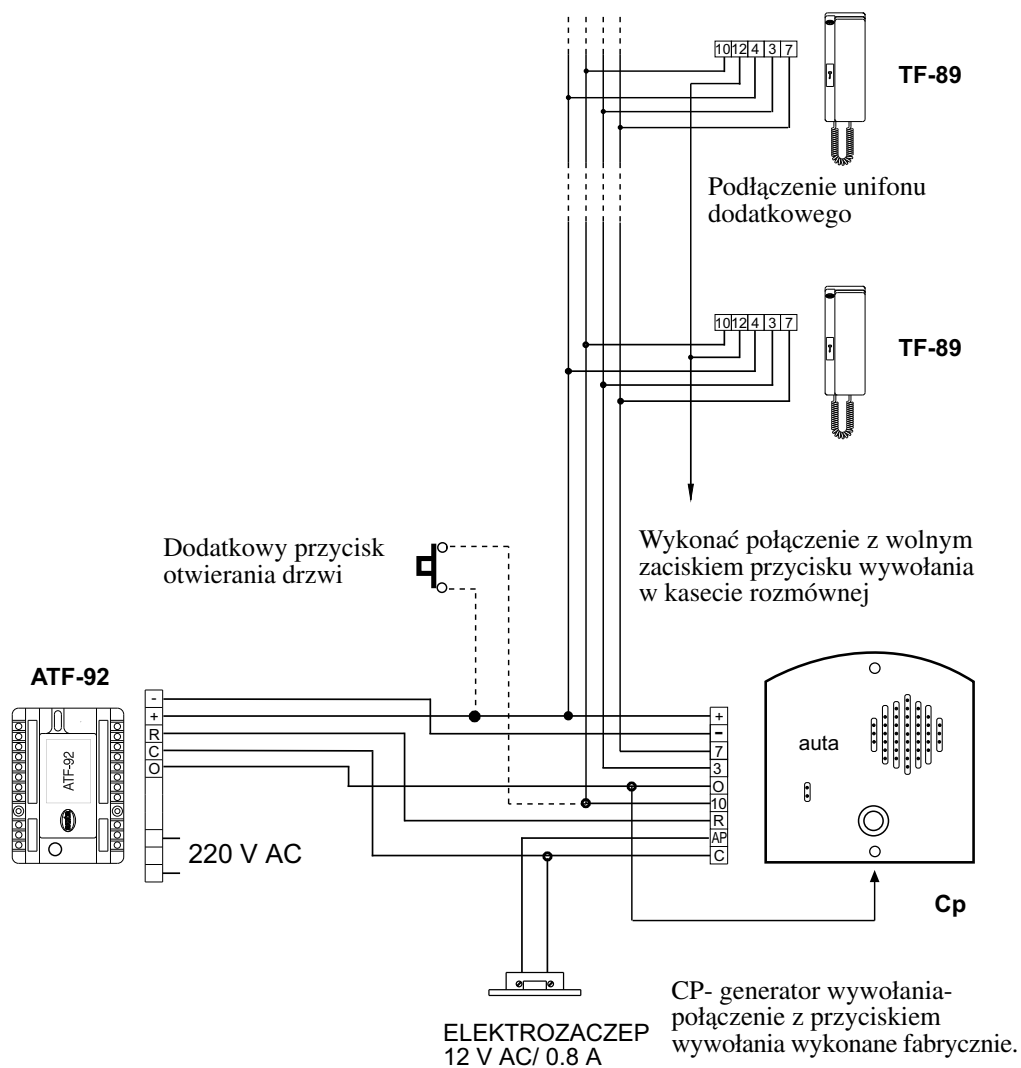 10 12 4 3 7
TF-89
Podłączenie unifonu
dodatkowego
10 12 4 3 7
TF-89
Dodatkowy przycisk
otwierania drzwi
Wykonać połączenie z wolnym
zaciskiem przycisku wywołania
w kasecie rozmównej
ATF-92
ATF-92
-
+
R
C
O
220 V AC
+
-
7
3
O
10
R
AP
C
auta
Cp
ELEKTROZACZEP
12 V AC/ 0.8 A
CP- generator wywołania-
połączenie z przyciskiem
wywołania wykonane fabrycznie.